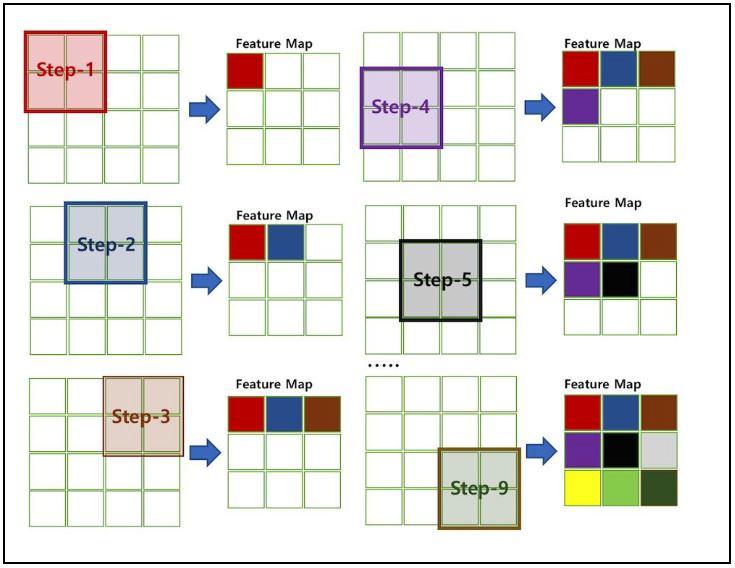 Feature Map
Step-1
Feature Map
Step-4
Feature Map
Step-2
Feature Map
Step-5
.....
Feature Map
Step-3
Feature Map
Step-9